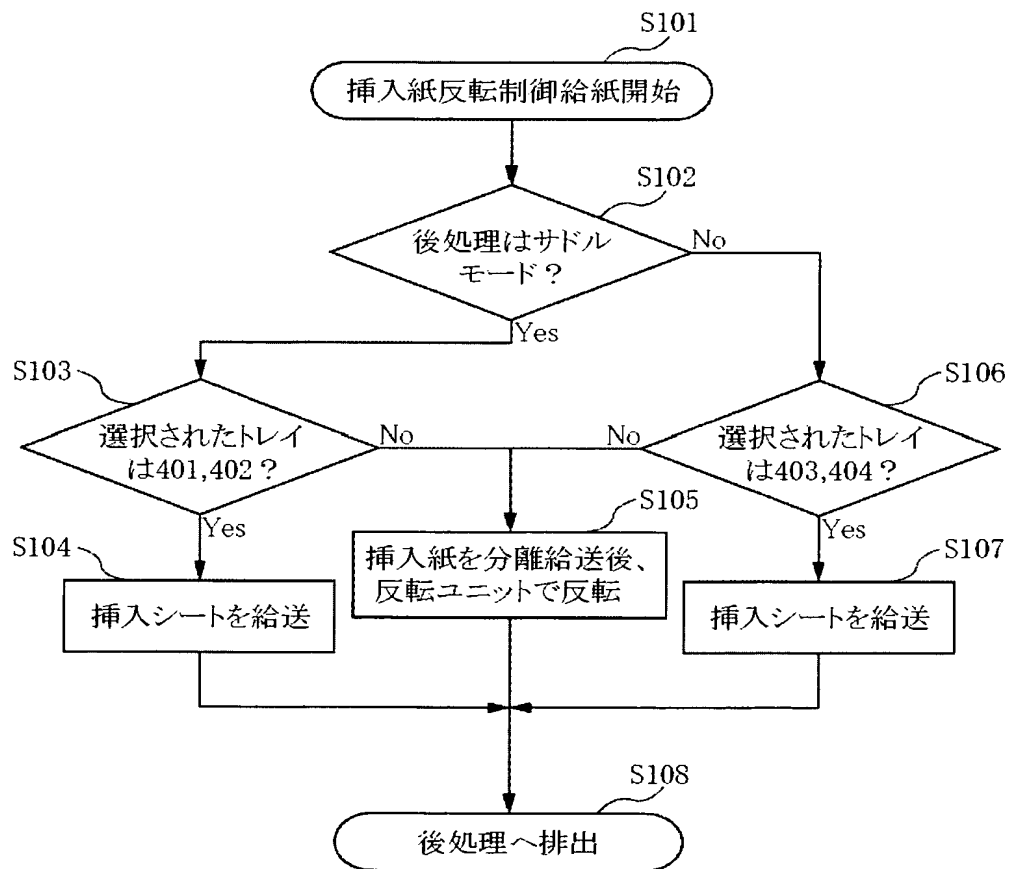 S101
挿入紙反転制御給紙開始
S102
後処理はサドル
モード？
No
Yes
S103
選択されたトレイ
は401,402？
No
Yes
S106
選択されたトレイ
は403,404？
No
Yes
S104
挿入シートを給送
S105
挿入紙を分離給送後、
反転ユニットで反転
S107
挿入シートを給送
S108
後処理へ排出